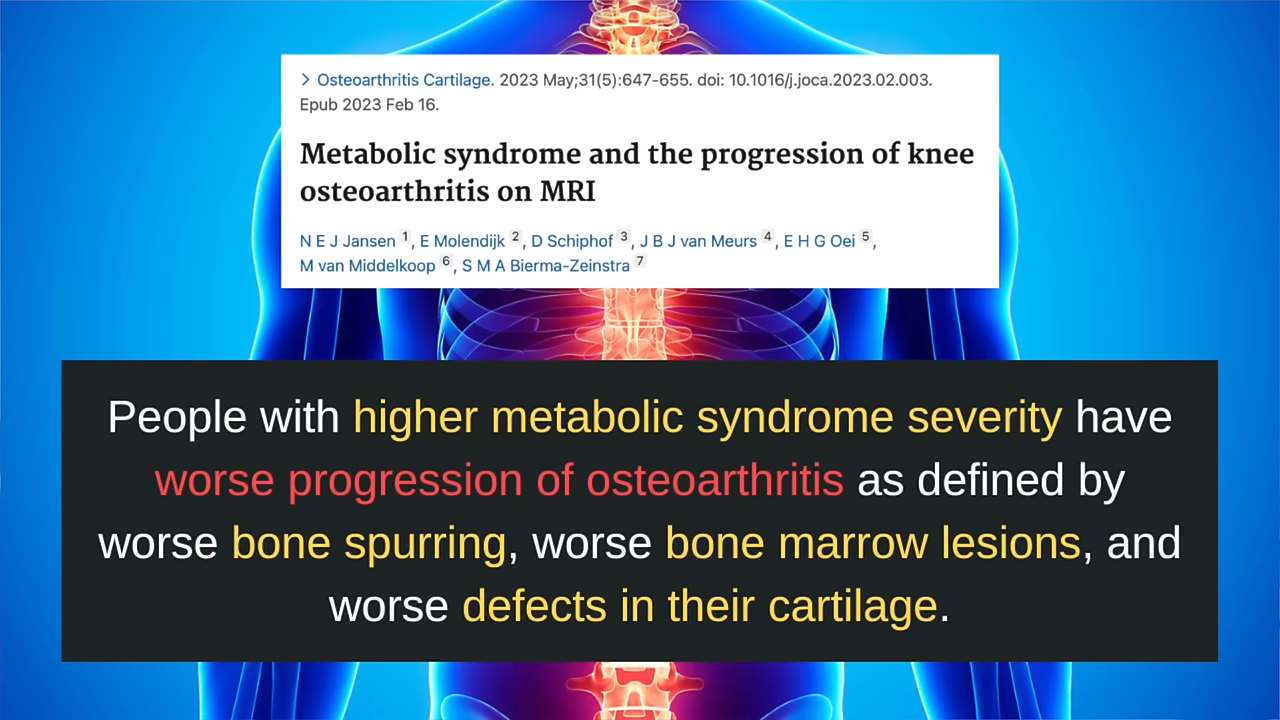 > Osteoarthritis Cartilage. 2023 May;31(5):647-655. doi: 10.1016/j.joca.2023.02.003.
Epub 2023 Feb 16.
Metabolic syndrome and the progression of knee
osteoarthritis on MRI
N E J Jansen 1, E Molendijk 2, D Schiphof 3, J B J van Meurs 4, E H G Oei 5,
M van Middelkoop 6, S M A Bierma-Zeinstra 7
People with higher metabolic syndrome severity have
worse progression of osteoarthritis as defined by
worse bone spurring, worse bone marrow lesions, and
worse defects in their cartilage.